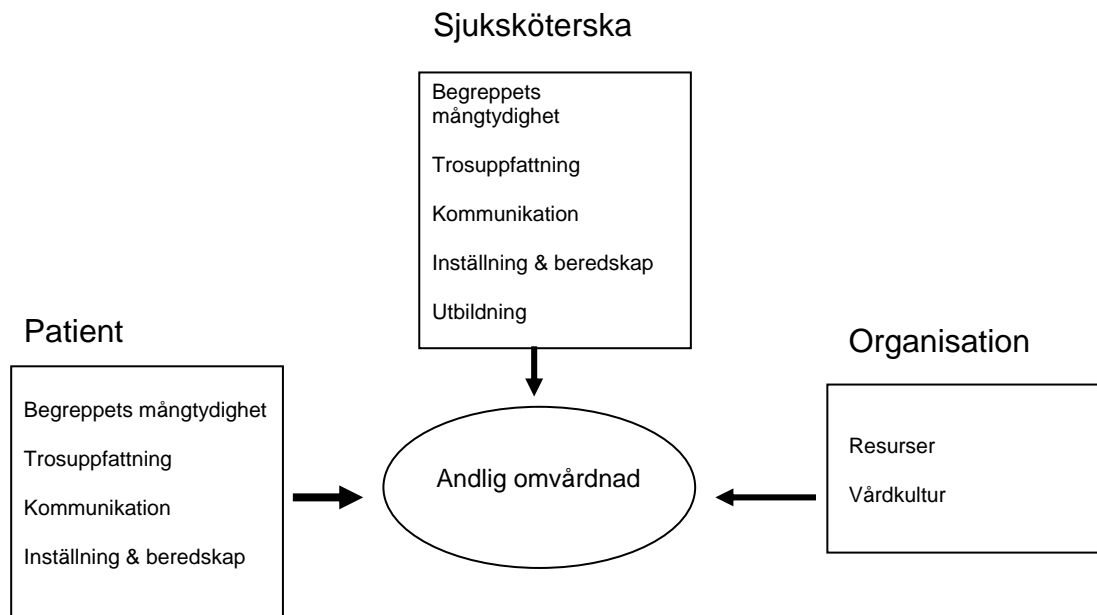 Sjuksköterska
Begreppets
mångtydighet
Trosuppfattning
Kommunikation
Inställning & beredskap
Utbildning
Patient
Begreppets mångtydighet
Trosuppfattning
Kommunikation
Inställning & beredskap
Andlig omvårdnad
Organisation
Resurser
Vårdkultur